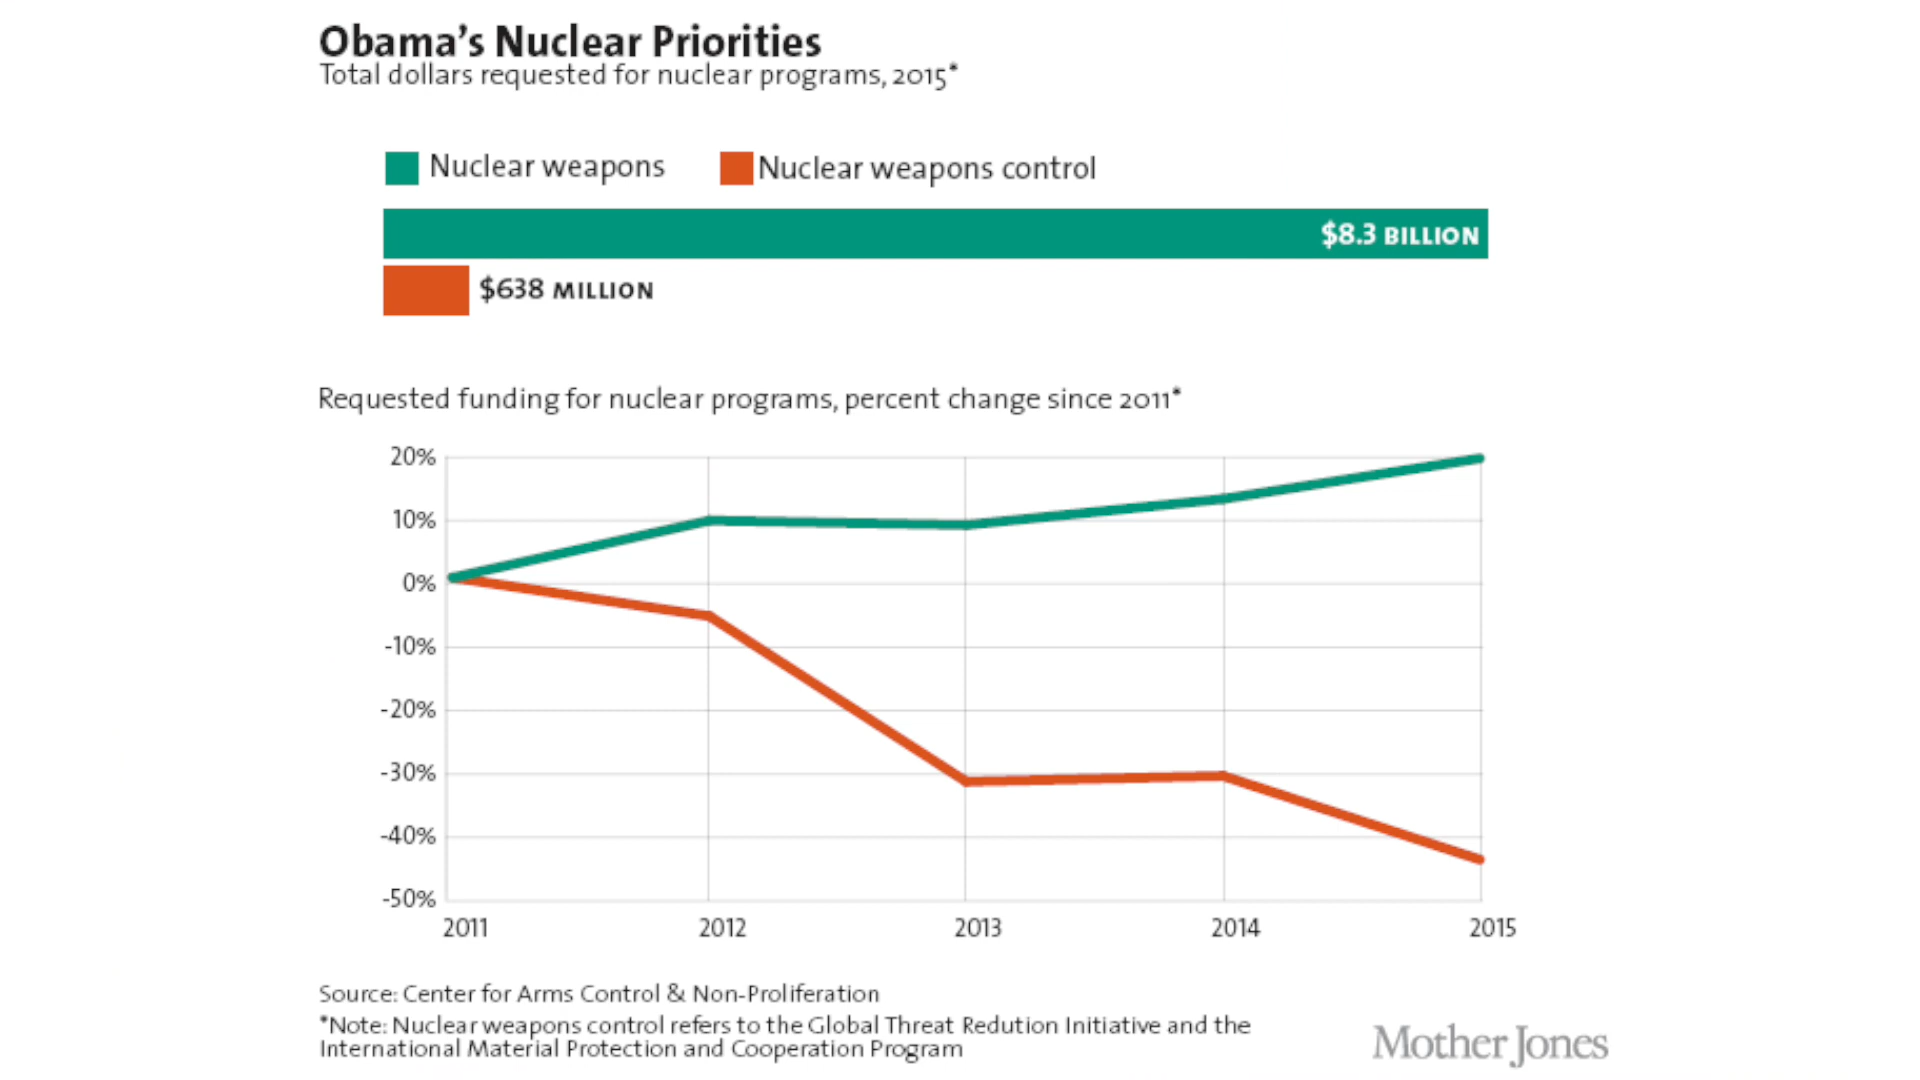 Obama's Nuclear Priorities
Total dollars requested for nuclear programs, 2015*
Nuclear weapons
Nuclear weapons control
$8.3 BILLION
$638 MILLION
Requested funding for nuclear programs, percent change since 2011*
20%
10%
0%
-10%
-20%
-30%
-40%
-50%
2011 2012 2013 2014 2015
Source: Center for Arms Control & Non-Proliferation
*Note: Nuclear weapons control refers to the Global Threat Redution Initiative and the
International Material Protection and Cooperation Program
Mother Jones